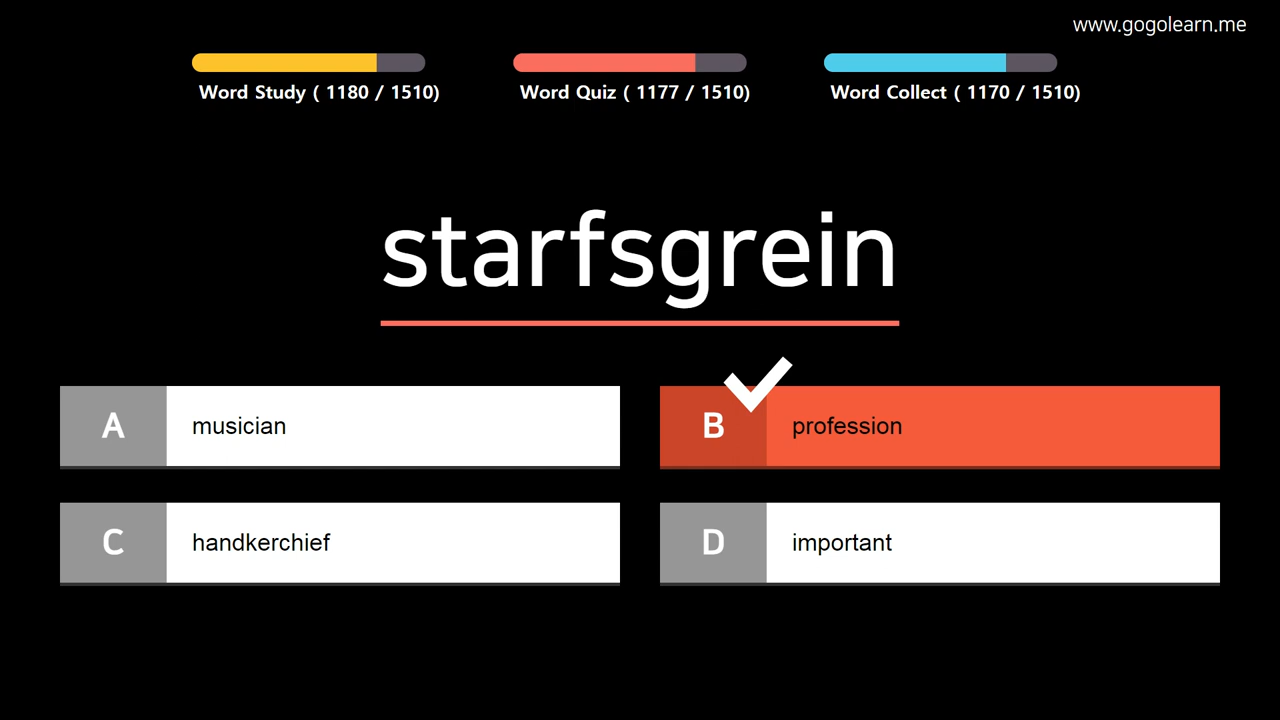 www.gogolearn.me
Word Study ( 1180 / 1510)
Word Quiz ( 1177 / 1510)
Word Collect ( 1170 / 1510)
starfsgrein
A musician
B profession
C handkerchief
D important